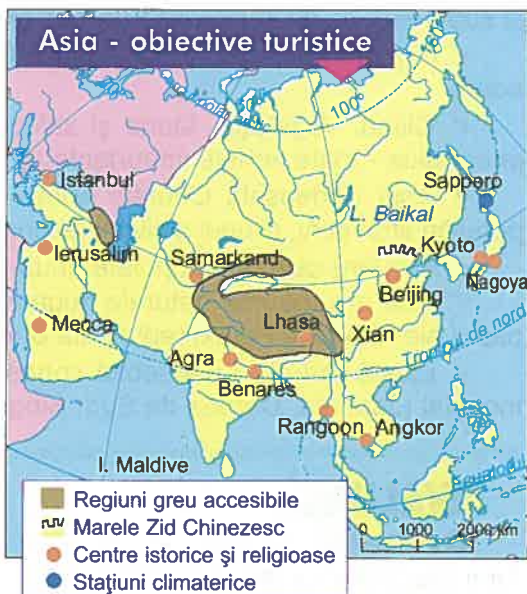 Asia - obiective turistice
100°
Istanbul
Sapporo
L. Baikal
Ierusalim
Samarkand
Kyoto
Beijing
Nagoya
Mecca
Lhasa
Xian
Tropicul de nord
Agra
Benares
Rangoon
Angkor
I. Maldive
Ecuatorul
Regiuni greu accesibile
Marele Zid Chinezesc
Centre istorice şi religioase
Staţiuni climaterice
0 1000 2000 km